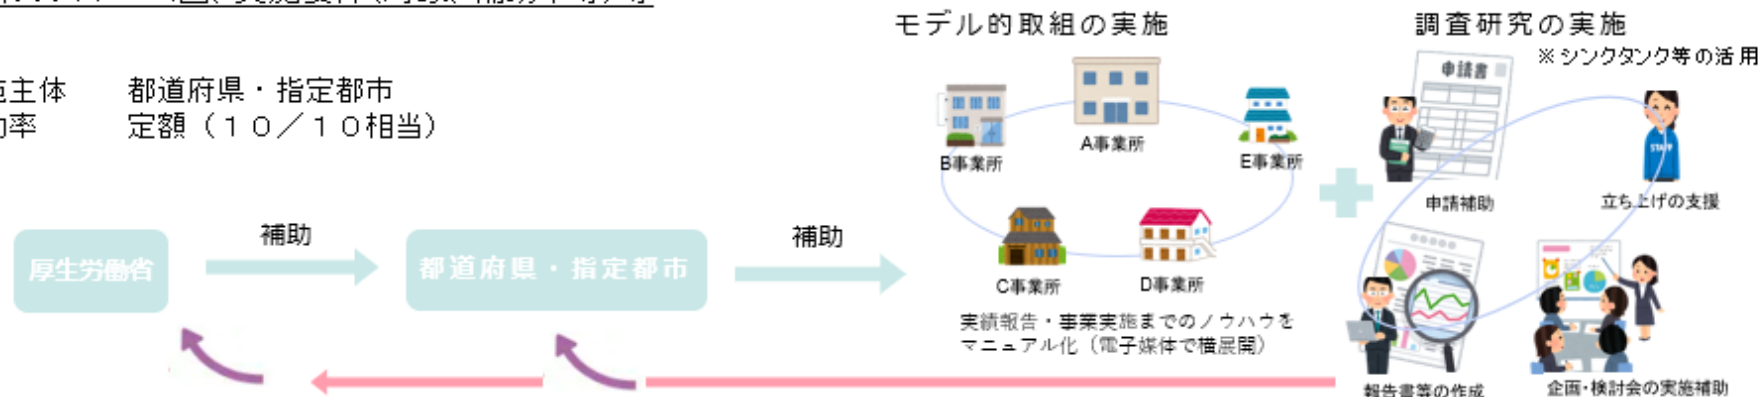 モデル的取組の実施
調査研究の実施
※シンクタンク等の活用
主体 都道府県・指定都市
率 定額（１０／１０相当）
申請書
A事業所
B事業所
E事業所
STAFF
申請補助
立ち上げの支援
補助
補助
厚生労働省
都道府県・指定都市
C事業所
D事業所
実績報告・事業実施までのノウハウを
マニュアル化（電子媒体で横展開）
報告書等の作成
企画・検討会の実施補助